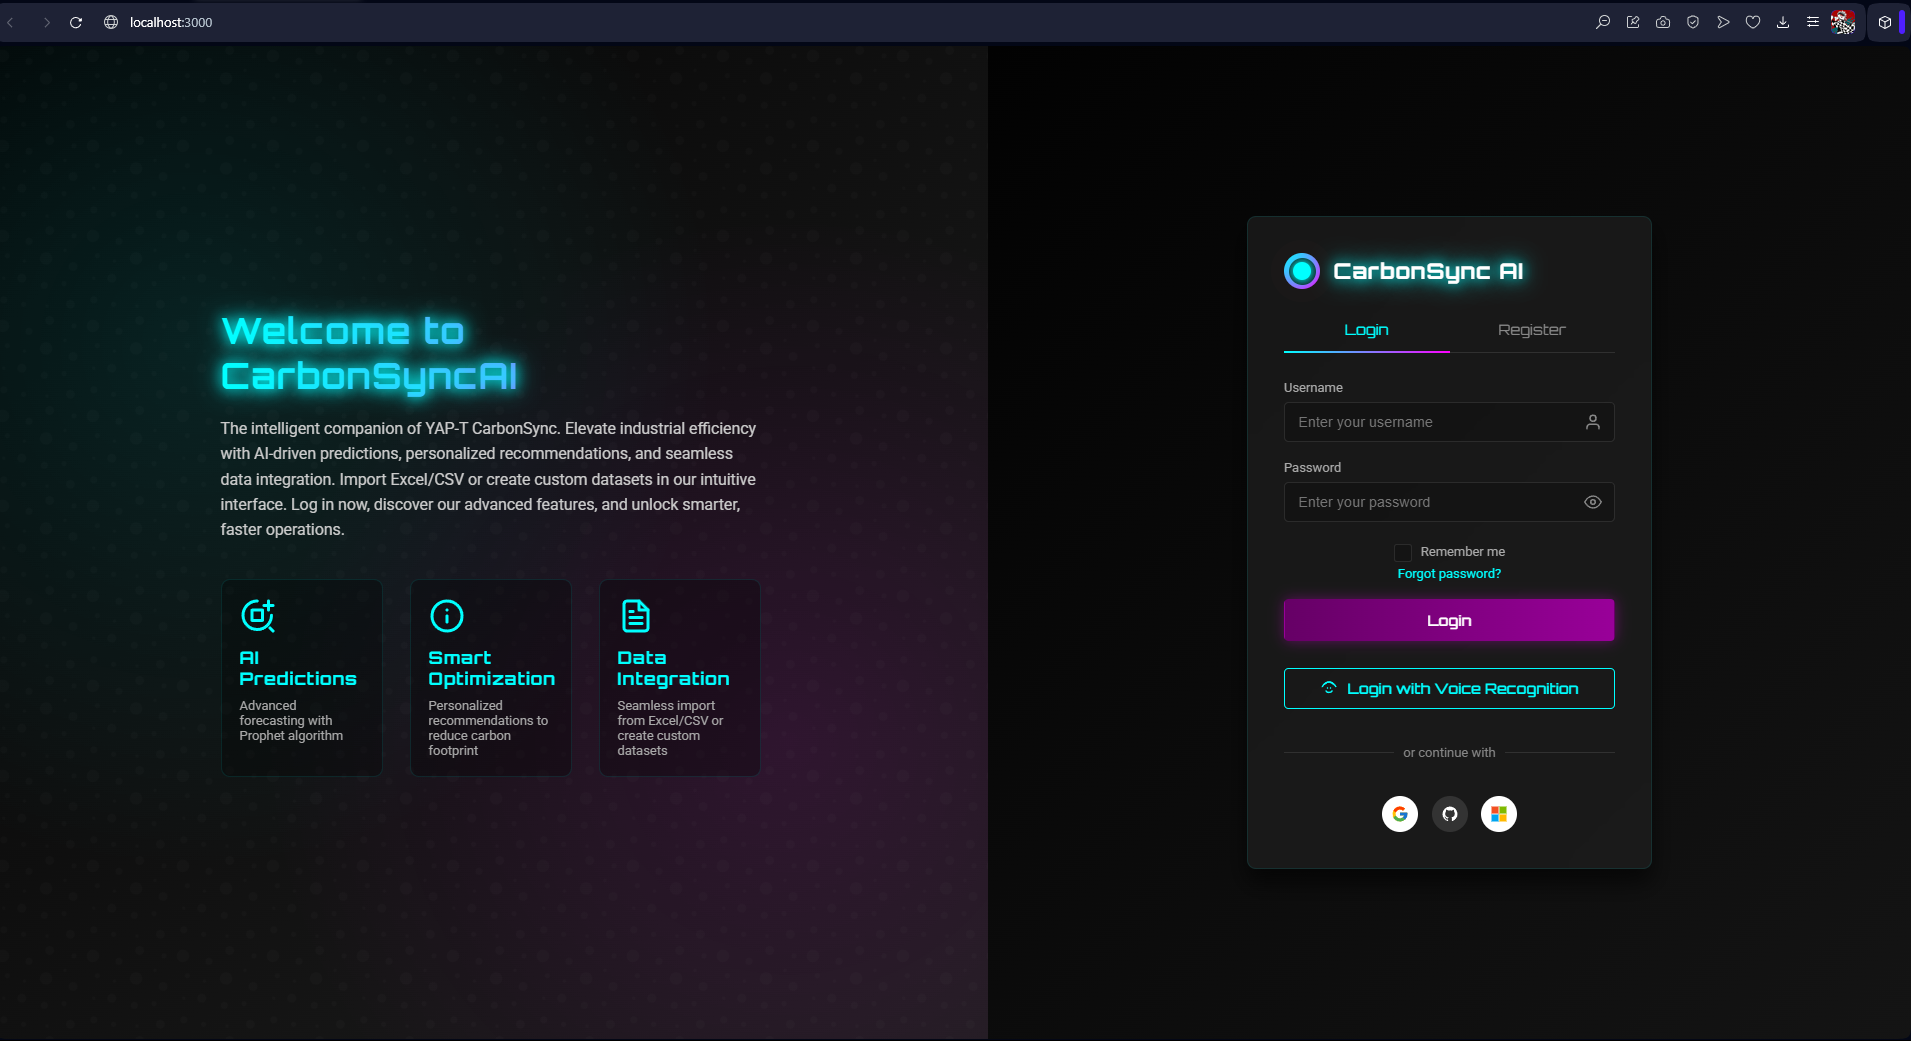 localhost:3000
Welcome to
CarbonSyncAI
The intelligent companion of YAP-T CarbonSync. Elevate industrial efficiency
with AI-driven predictions, personalized recommendations, and seamless
data integration. Import Excel/CSV or create custom datasets in our intuitive
interface. Log in now, discover our advanced features, and unlock smarter,
faster operations.
AI
Predictions
Advanced
forecasting with
Prophet algorithm
Smart
Optimization
Personalized
recommendations to
reduce carbon
footprint
Data
Integration
Seamless import
from Excel/CSV or
create custom
datasets
CarbonSync AI
Login
Register
Username
Enter your username
Password
Enter your password
Remember me
Forgot password?
Login
Login with Voice Recognition
or continue with